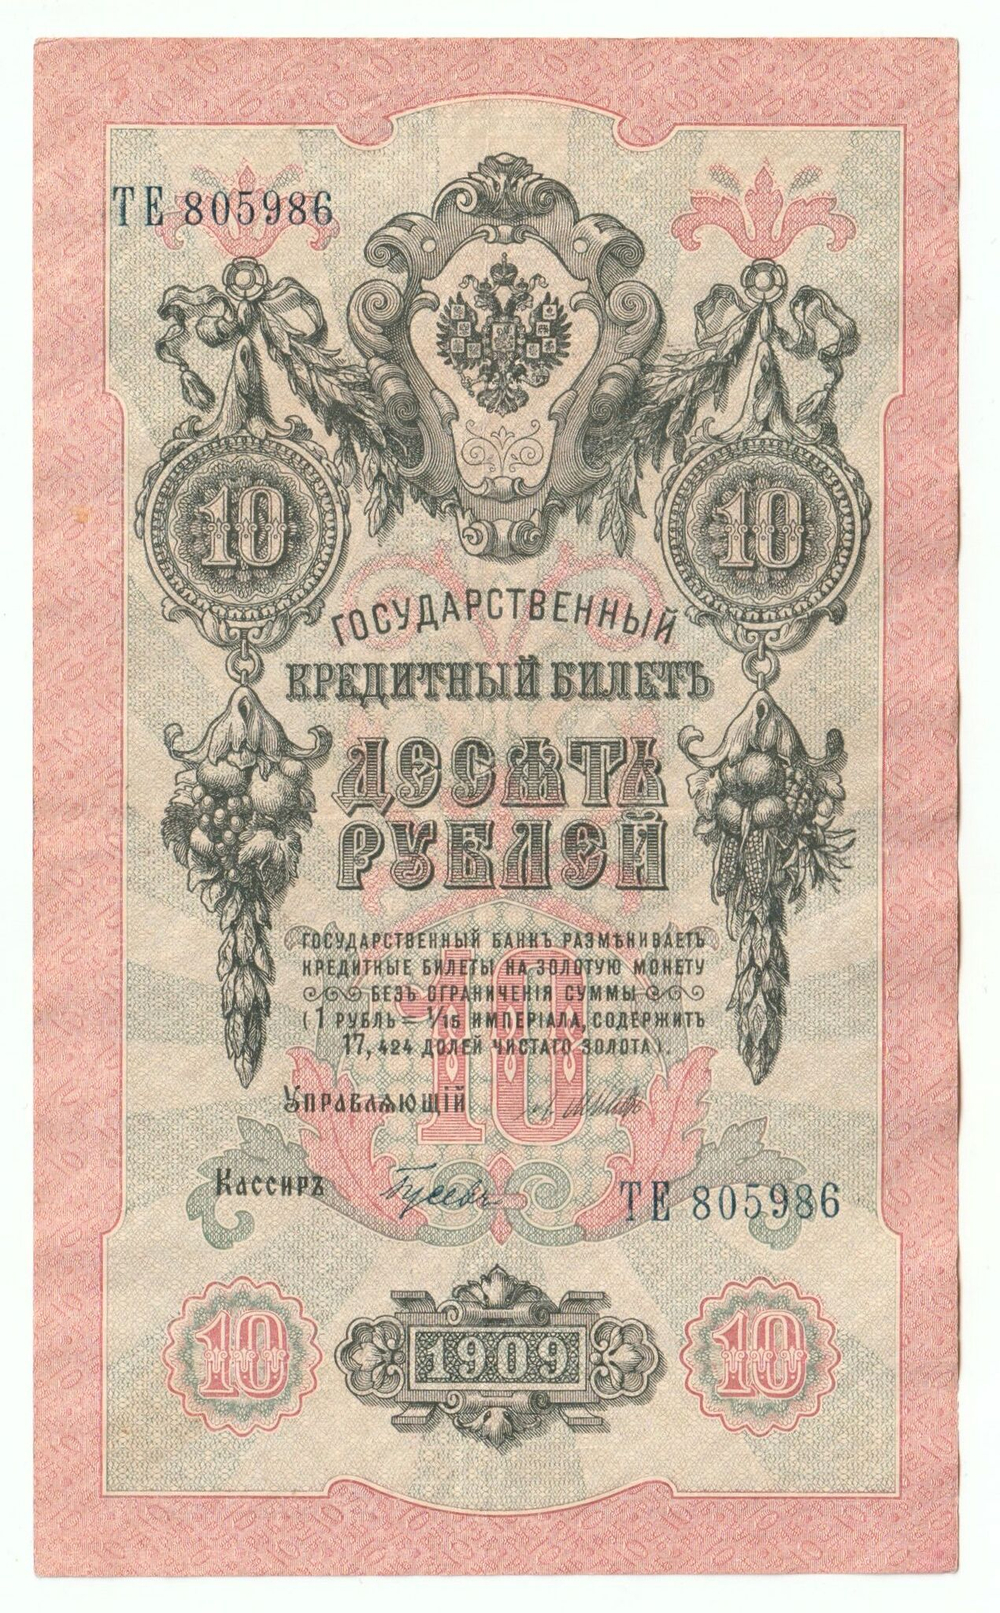 ТЕ 805986
10 10
ГОСУДАРСТВЕННЫЙ
КРЕДИТНЫЙ БИЛЕТЪ
ДЕСЯТЬ
РУБЛЕЙ
ГОСУДАРСТВЕННЫЙ БАНКЪ РАЗМѢНИВАЕТЪ
КРЕДИТНЫЕ БИЛЕТЫ НА ЗОЛОТУЮ МОНЕТУ
БЕЗЪ ОГРАНИЧЕНІЯ СУММЫ
(1 РУБЛЬ = 1/15 ИМПЕРІАЛА, СОДЕРЖИТЪ
17,424 ДОЛЕЙ ЧИСТАГО ЗОЛОТА).
10
Управляющій
Кассиръ Гусевъ
ТЕ 805986
10 1909 10